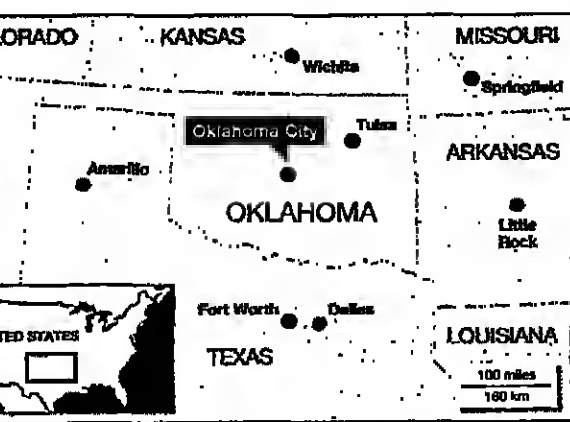 ORADO
KANSAS
MISSOURI
Wichita
Springfield
Oklahoma City
Tulsa
Amarillo
ARKANSAS
OKLAHOMA
Little
Rock
Fort Worth
Dallas
TED STATES
TEXAS
LOUISIANA
100 miles
160 km